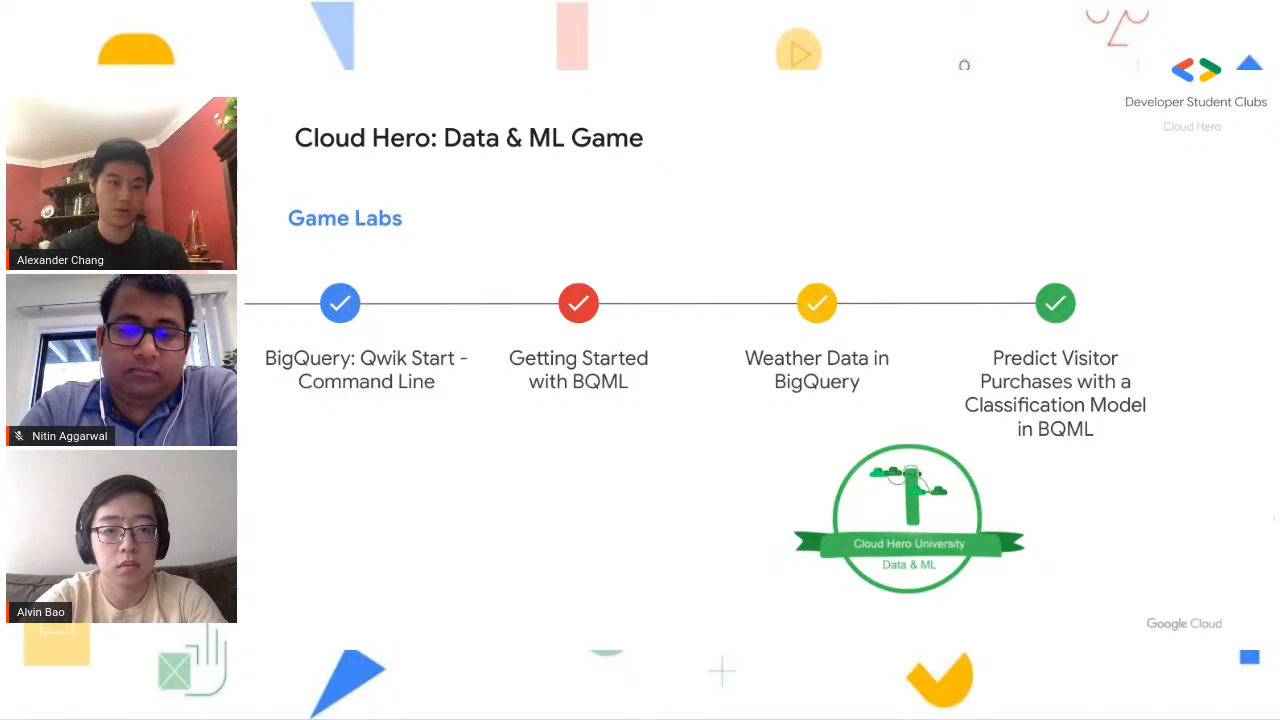 Developer Student Clubs
Cloud Hero
Cloud Hero: Data & ML Game
Game Labs
BigQuery: Qwik Start -
Command Line
Getting Started
with BQML
Weather Data in
BigQuery
Predict Visitor
Purchases with a
Classification Model
in BQML
Cloud Hero University
Data & ML
Google Cloud
Alexander Chang
Nitin Aggarwal
Alvin Bao